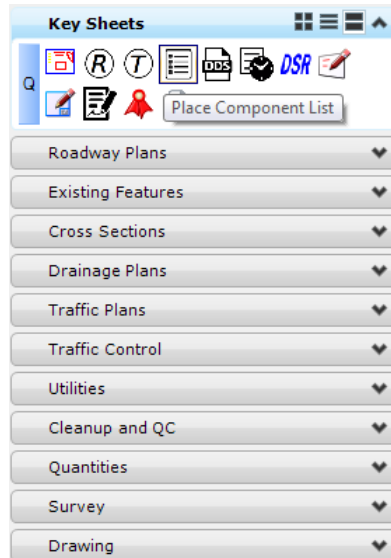 Key Sheets
Q
R T DDS DSR
Place Component List
Roadway Plans
Existing Features
Cross Sections
Drainage Plans
Traffic Plans
Traffic Control
Utilities
Cleanup and QC
Quantities
Survey
Drawing